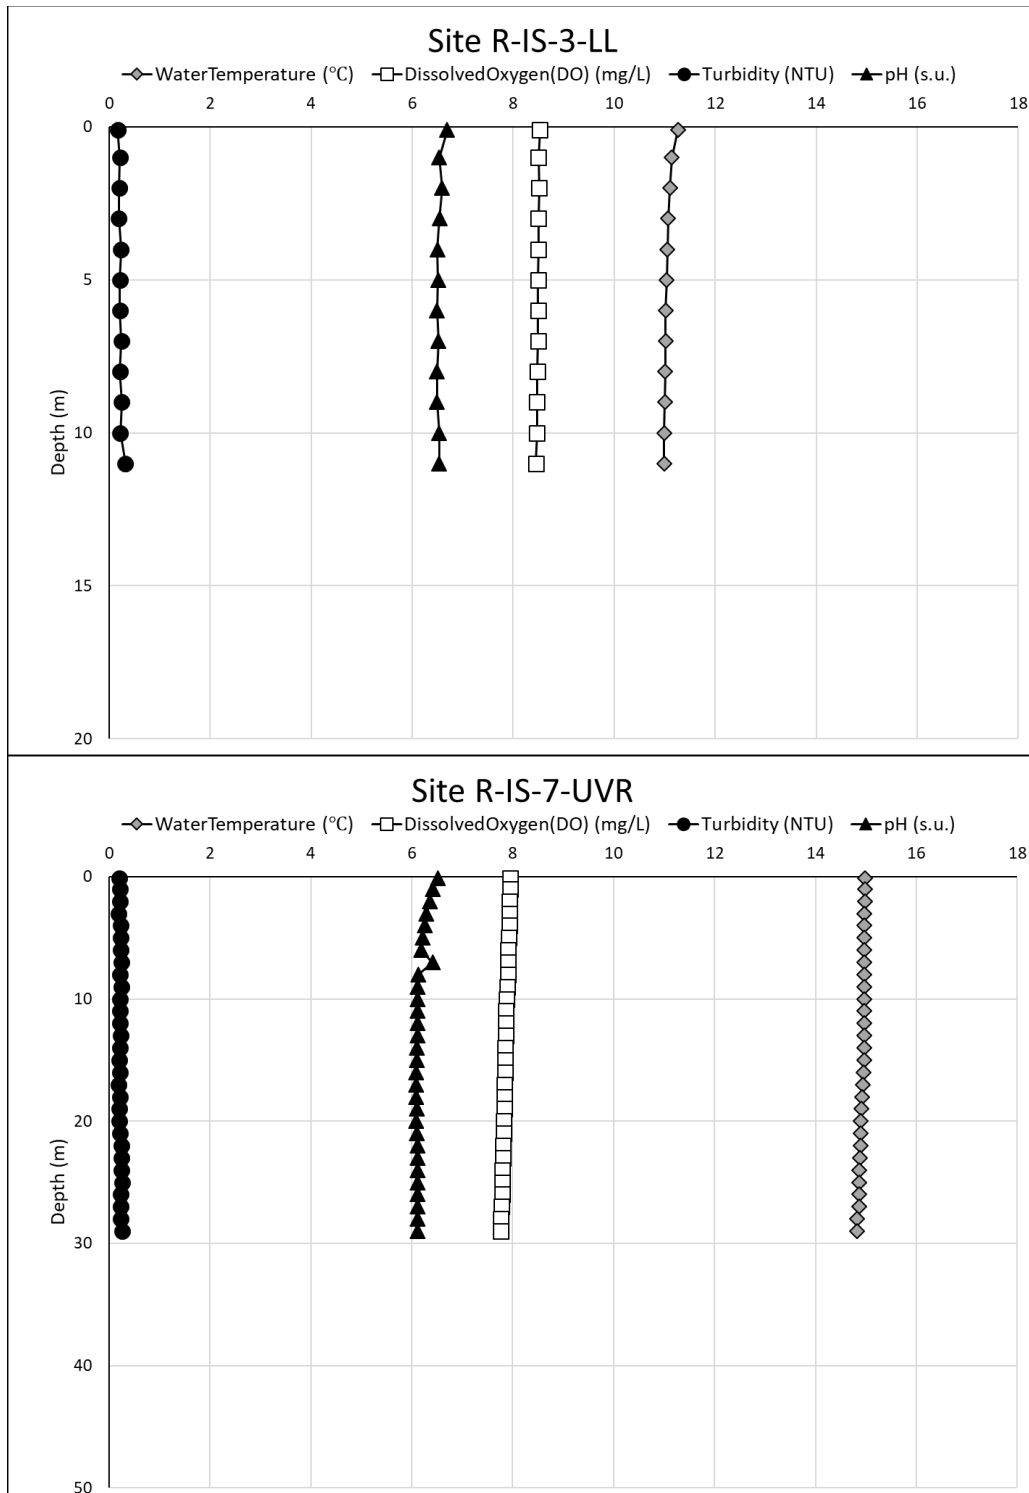 Site R-IS-3-LL
WaterTemperature (℃) DissolvedOxygen(DO) (mg/L) Turbidity (NTU) pH (s.u.)
0 2 4 6 8 10 12 14 16 18
0
5
10
15
20
Depth (m)
Site R-IS-7-UVR
WaterTemperature (℃) DissolvedOxygen(DO) (mg/L) Turbidity (NTU) pH (s.u.)
0 2 4 6 8 10 12 14 16 18
0
10
20
30
40
50
Depth (m)